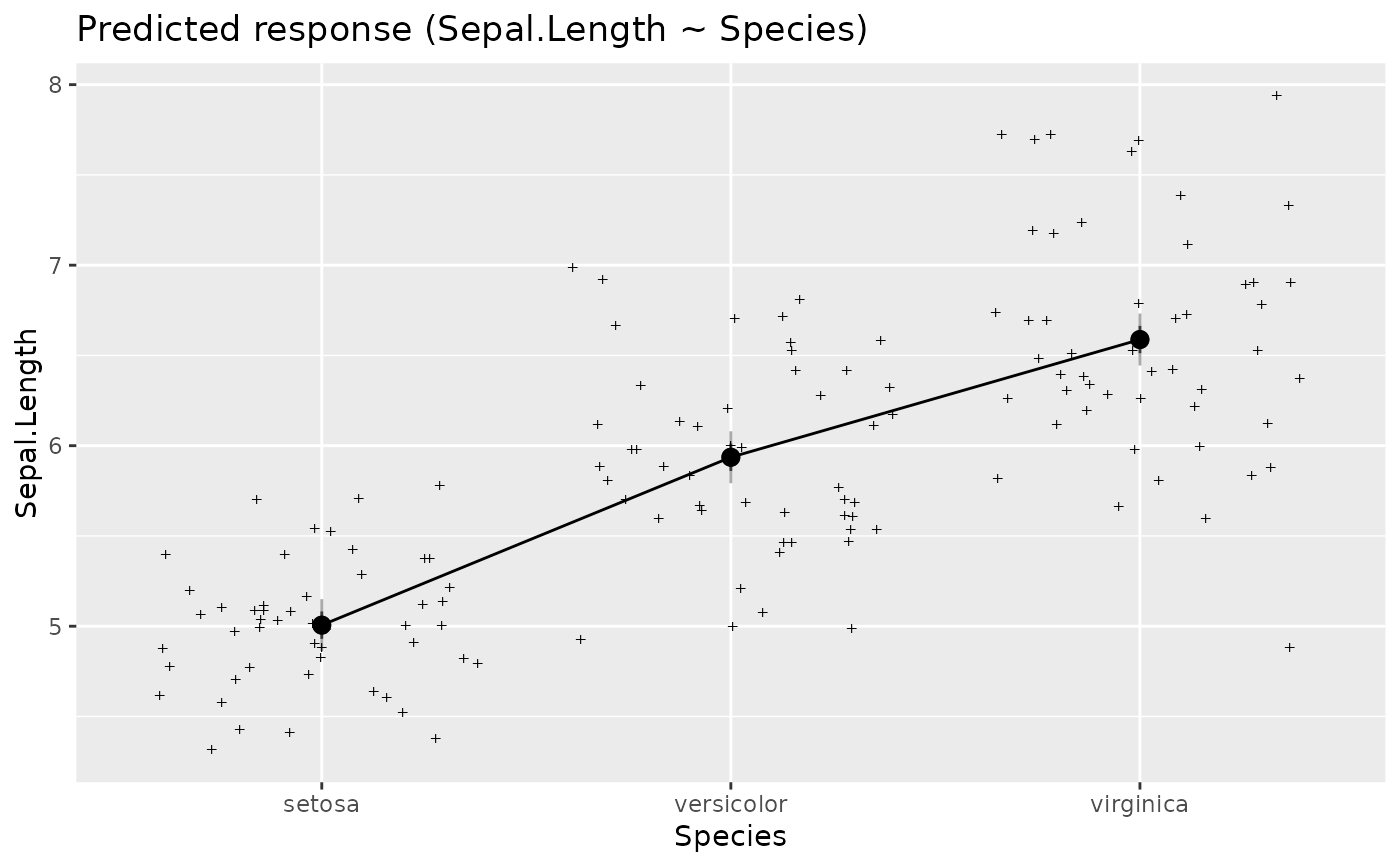 Predicted response (Sepal.Length ~ Species)
8
7
6
5
Sepal.Length
setosa versicolor virginica
Species